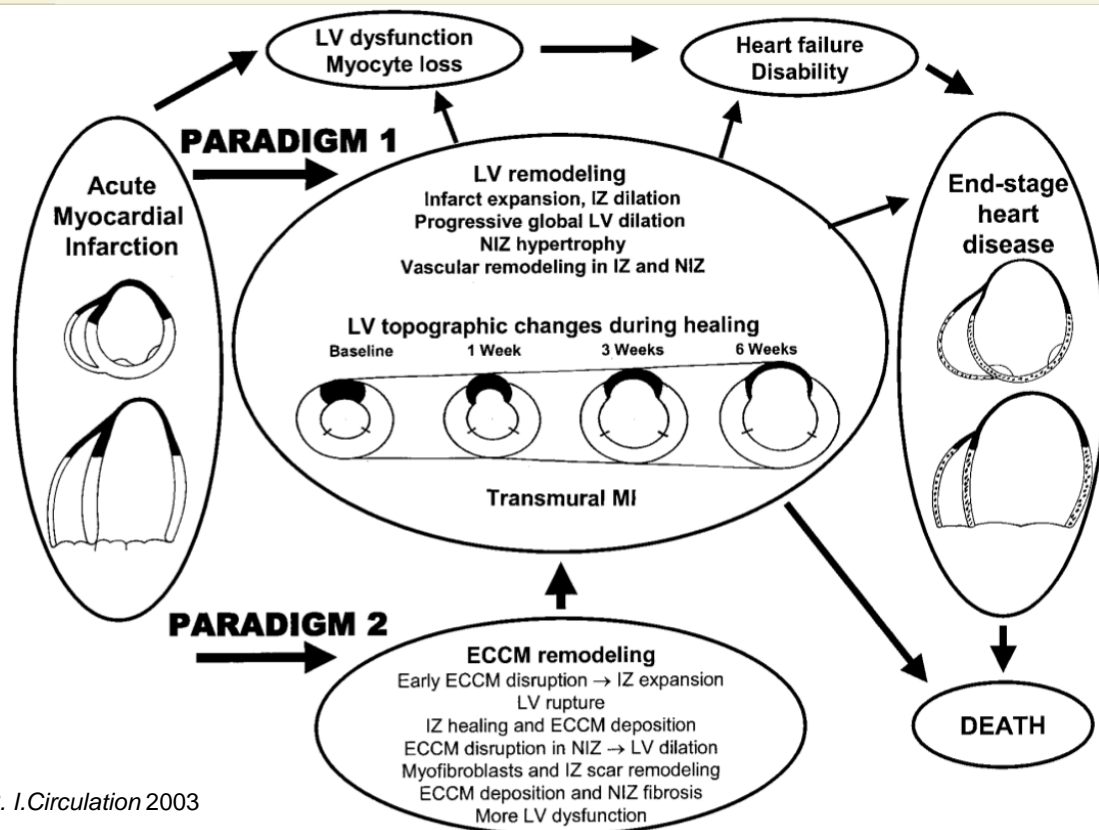 LV dysfunction
Myocyte loss
Heart failure
Disability
PARADIGM 1
Acute
Myocardial
Infarction
LV remodeling
Infarct expansion, IZ dilation
Progressive global LV dilation
NIZ hypertrophy
Vascular remodeling in IZ and NIZ
LV topographic changes during healing
Baseline 1 Week 3 Weeks 6 Weeks
Transmural MI
End-stage
heart
disease
PARADIGM 2
ECCM remodeling
Early ECCM disruption → IZ expansion
LV rupture
IZ healing and ECCM deposition
ECCM disruption in NIZ → LV dilation
Myofibroblasts and IZ scar remodeling
ECCM deposition and NIZ fibrosis
More LV dysfunction
DEATH
. I.Circulation 2003